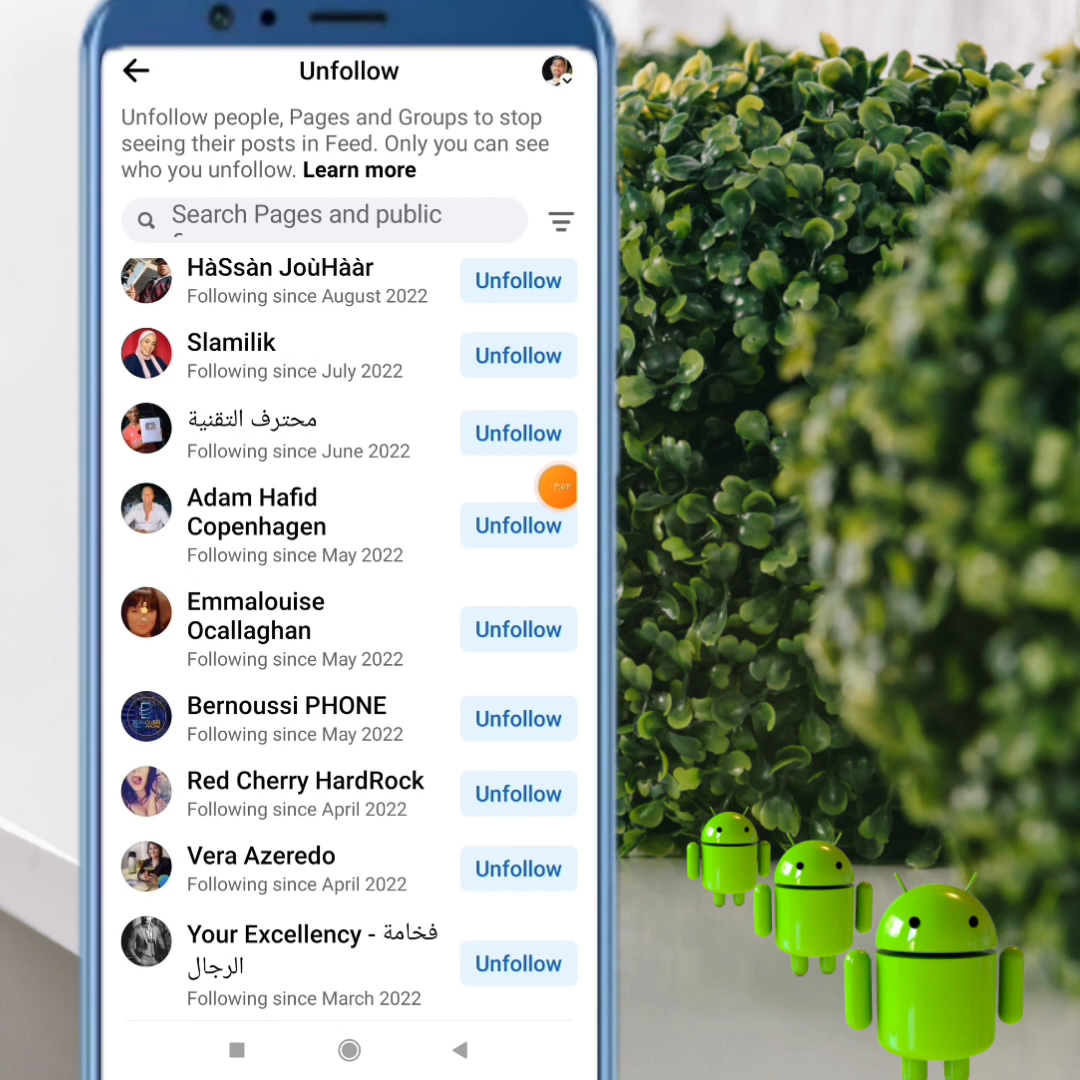 Unfollow
Unfollow people, Pages and Groups to stop
seeing their posts in Feed. Only you can see
who you unfollow. Learn more
Search Pages and public
HàSsàn JoùHààr
Following since August 2022
Unfollow
Slamilik
Following since July 2022
Unfollow
محترف التقنية
Following since June 2022
Unfollow
Adam Hafid
Copenhagen
Following since May 2022
Unfollow
Emmalouise
Ocallaghan
Following since May 2022
Unfollow
Bernoussi PHONE
Following since May 2022
Unfollow
Red Cherry HardRock
Following since April 2022
Unfollow
Vera Azeredo
Following since April 2022
Unfollow
Your Excellency - فخامة
الرجال
Following since March 2022
Unfollow